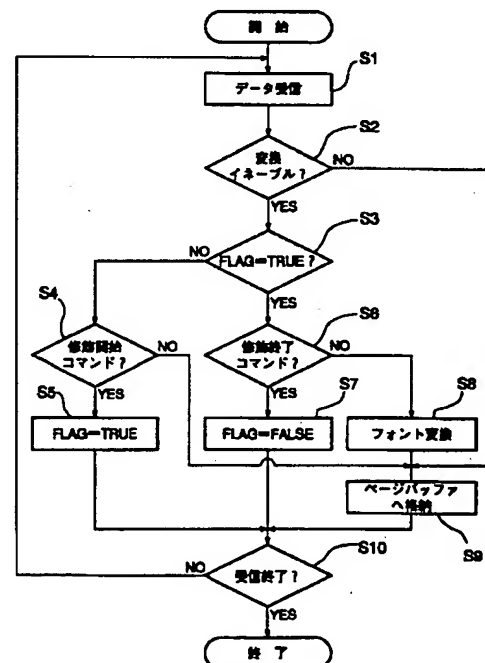 開 始
S1
データ受信
S2
変換
イネーブル？
NO
YES
S3
FLAG=TRUE？
NO
YES
S4
修飾開始
コマンド？
NO
YES
S6
修飾終了
コマンド？
NO
YES
S5
FLAG=TRUE
S7
FLAG=FALSE
S8
フォント変換
ページバッファ
へ格納
S9
S10
受信終了？
NO
YES
終 了